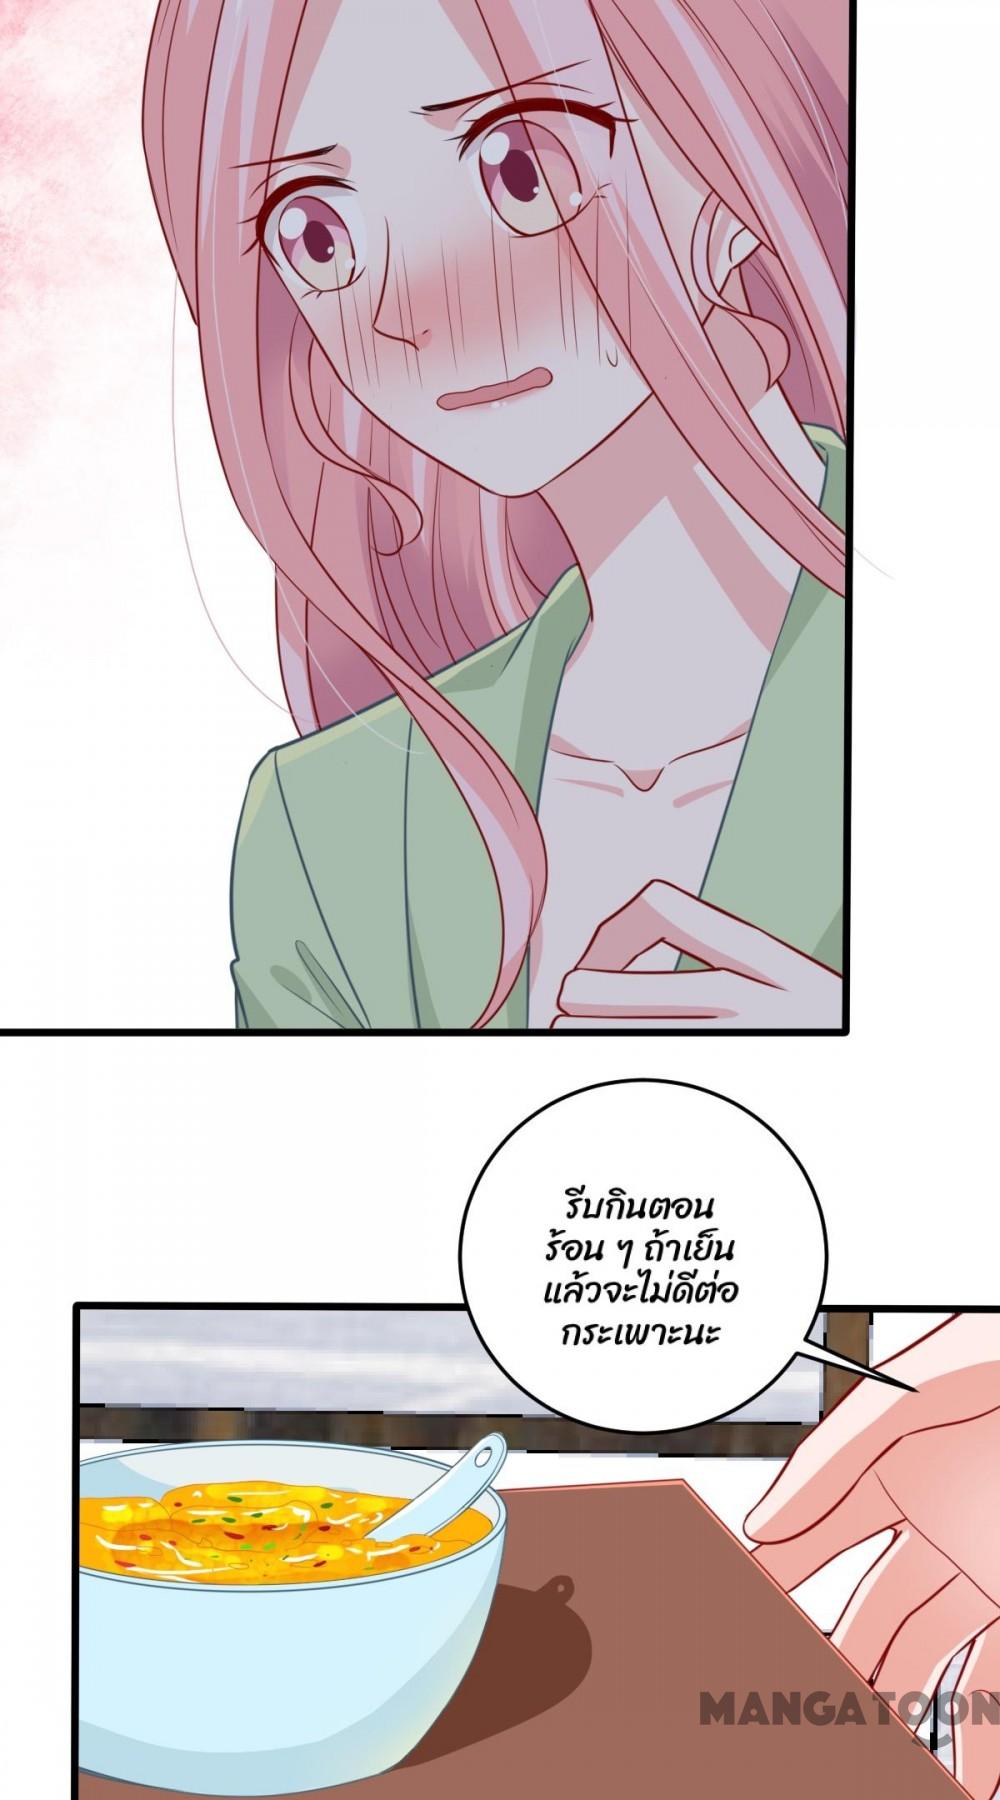 รีบกินตอน
ร้อน ๆ ถ้าเย็น
แล้วจะไม่ดีต่อ
กระเพาะนะ
MANGATOON